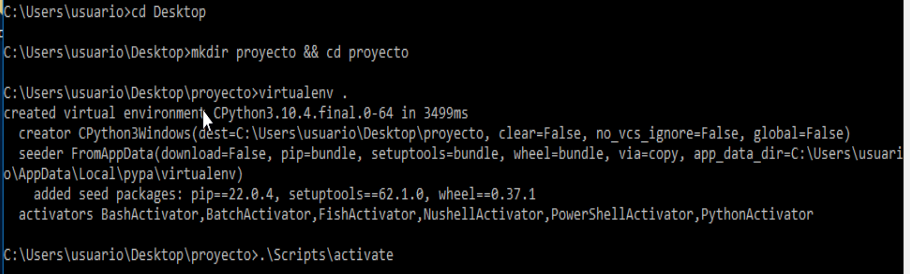 C:\Users\usuario>cd Desktop
C:\Users\usuario\Desktop>mkdir proyecto && cd proyecto
C:\Users\usuario\Desktop\proyecto>virtualenv .
created virtual environment CPython3.10.4.final.0-64 in 3499ms
  creator CPython3Windows(dest=C:\Users\usuario\Desktop\proyecto, clear=False, no_vcs_ignore=False, global=False)
  seeder FromAppData(download=False, pip=bundle, setuptools=bundle, wheel=bundle, via=copy, app_data_dir=C:\Users\usuari
o\AppData\Local\pypa\virtualenv)
    added seed packages: pip==22.0.4, setuptools==62.1.0, wheel==0.37.1
  activators BashActivator,BatchActivator,FishActivator,NushellActivator,PowerShellActivator,PythonActivator
C:\Users\usuario\Desktop\proyecto>.\Scripts\activate